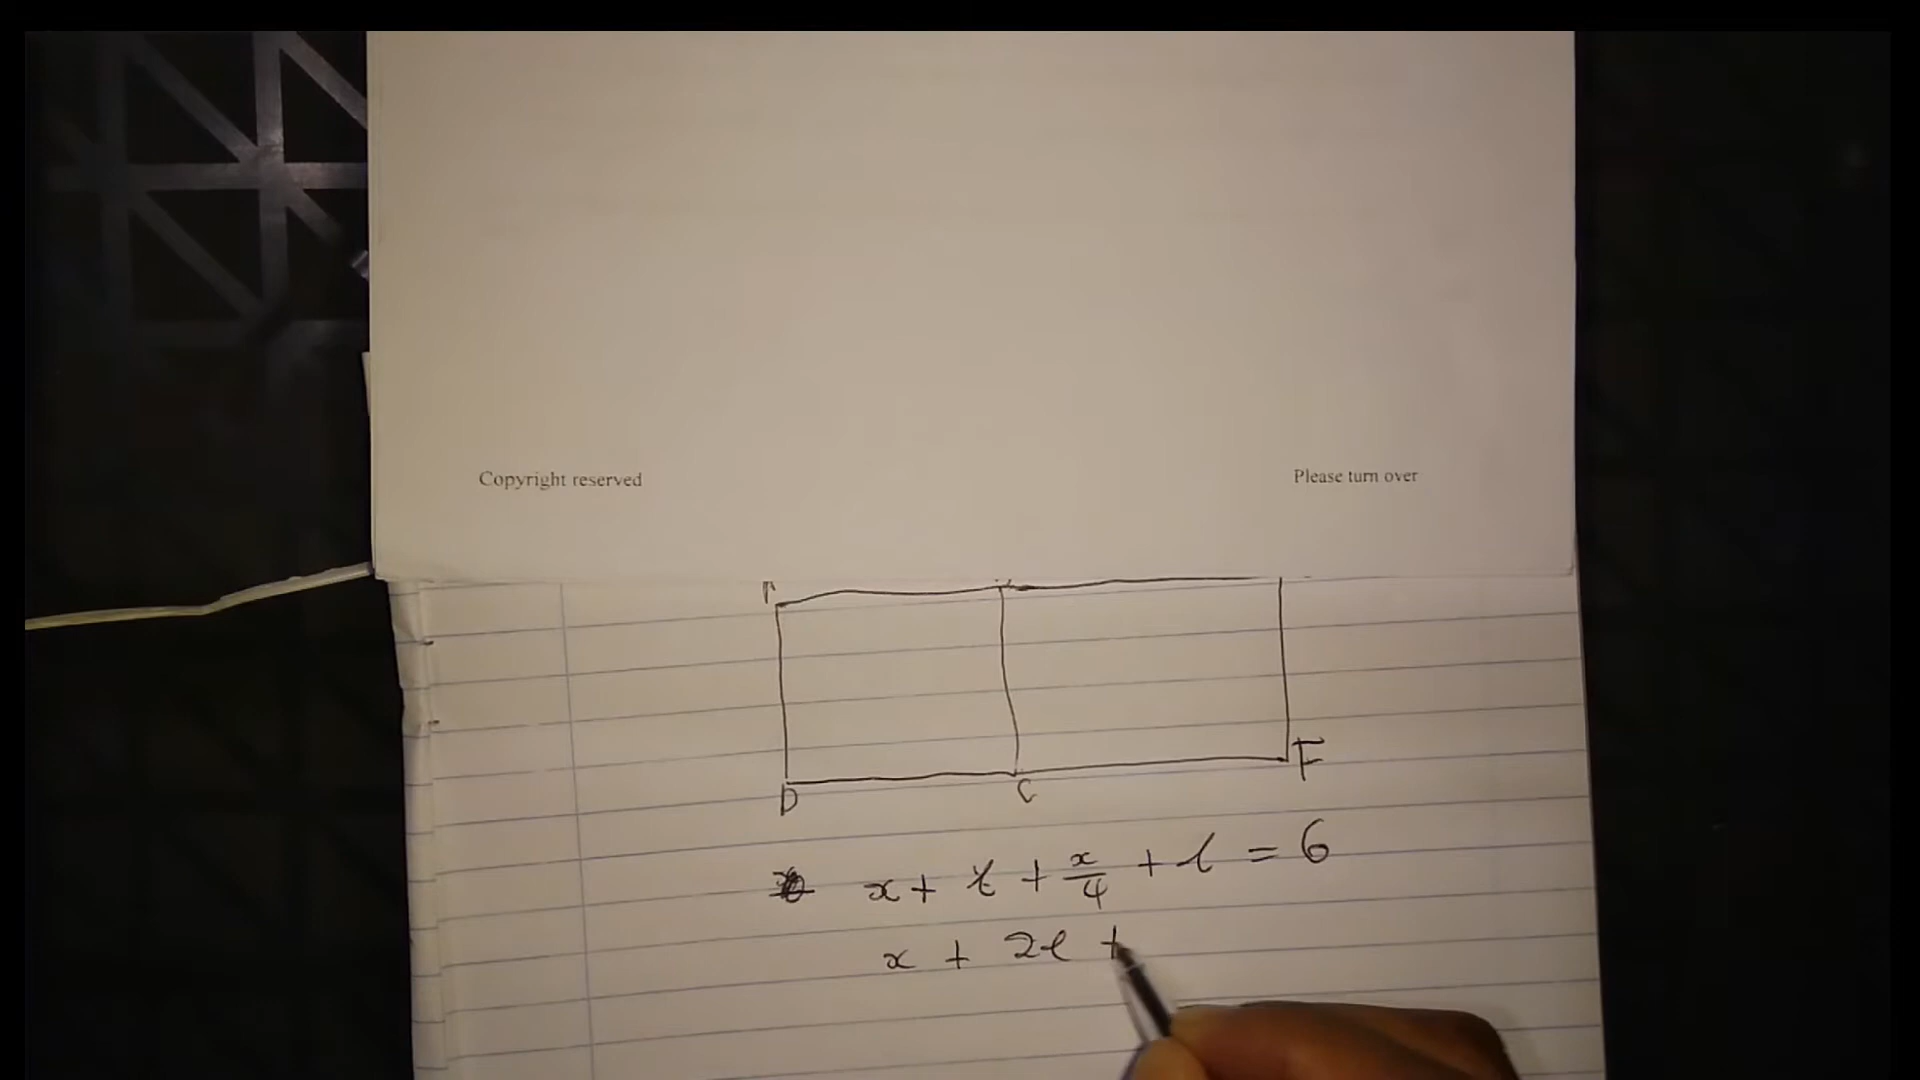 Copyright reserved Please turn over
F
D C
x + l + x/4 + l = 6
x + 2l +